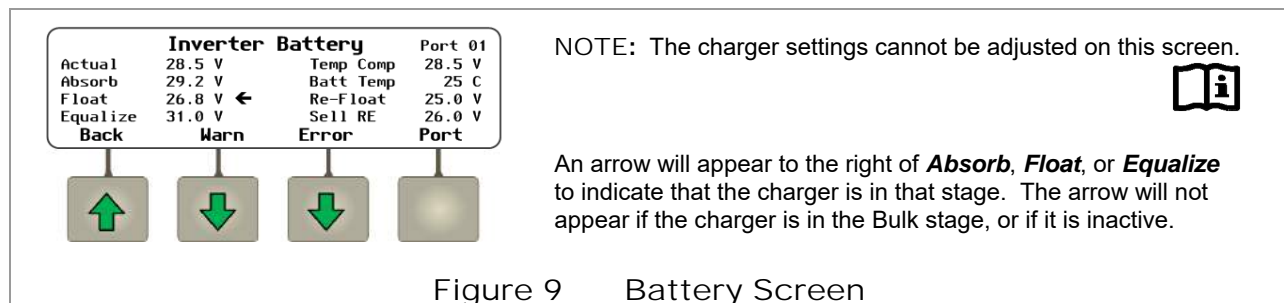 Inverter Battery Port 01
Actual 28.5 V Temp Comp 28.5 V
Absorb 29.2 V Batt Temp 25 C
Float 26.8 V ← Re-Float 25.0 V
Equalize 31.0 V Sell RE 26.0 V
Back Warn Error Port
NOTE: The charger settings cannot be adjusted on this screen.
i
An arrow will appear to the right of Absorb, Float, or Equalize
to indicate that the charger is in that stage. The arrow will not
appear if the charger is in the Bulk stage, or if it is inactive.
Figure 9 Battery Screen